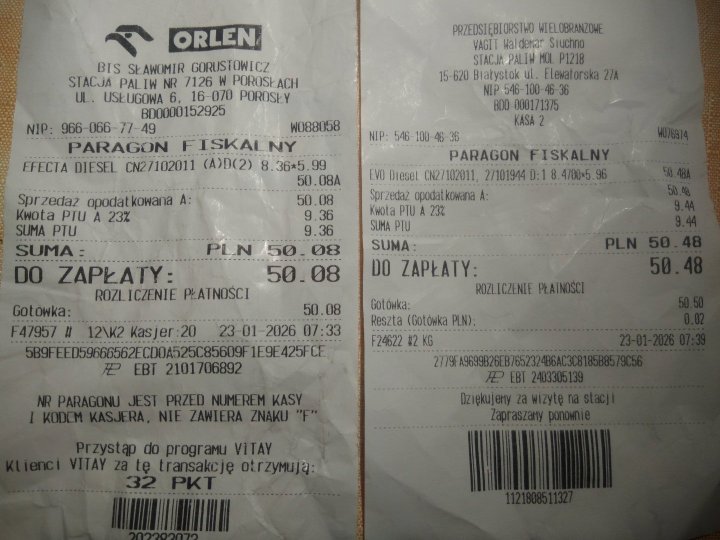 ORLEN
BIS SŁAWOMIR GORUSTOWICZ
STACJA PALIW NR 7126 W POROSŁACH
UL. USŁUGOWA 6, 16-070 POROSŁY
BDO000152925
NIP: 966-066-77-49 W088058
PARAGON FISKALNY
EFECTA DIESEL CN27102011 (A)D(2) 8.36*5.99
50.08A
Sprzedaż opodatkowana A: 50.08
Kwota PTU A 23% 9.36
SUMA PTU 9.36
SUMA: PLN 50.08
DO ZAPŁATY: 50.08
ROZLICZENIE PŁATNOŚCI
Gotówka: 50.08
F47957 # 12\K2 Kasjer:20 23-01-2026 07:33
5B9FEED59666562ECD0A525C85609F1E9E425FCE
EBT 2101706892
NR PARAGONU JEST PRZED NUMEREM KASY
I KODEM KASJERA, NIE ZAWIERA ZNAKU "F"
Przystąp do programu VITAY
Klienci VITAY za tę transakcję otrzymują:
32 PKT
PRZEDSIĘBIORSTWO WIELOBRANŻOWE
VAGIT Waldemar Siuchno
STACJA PALIW MOL P1218
15-620 Białystok ul. Elewatorska 27A
NIP 546-100-46-36
BDO 000171375
KASA 2
NIP: 546-100-46-36
PARAGON FISKALNY
EVO Diesel CN27102011, 27101944 D:1 8.4700*5.96 50.48A
Sprzedaż opodatkowana A: 50.48
Kwota PTU A 23% 9.44
SUMA PTU 9.44
SUMA: PLN 50.48
DO ZAPŁATY: 50.48
ROZLICZENIE PŁATNOŚCI
Gotówka: 50.50
Reszta (Gotówka PLN): 0.02
F24622 #2 KG 23-01-2026 07:39
2779FA9699B26EB7652324B6AC3C8185B8579C56
EBT 2403305139
Dziękujemy za wizytę na stacji
Zapraszamy ponownie
1121808511327